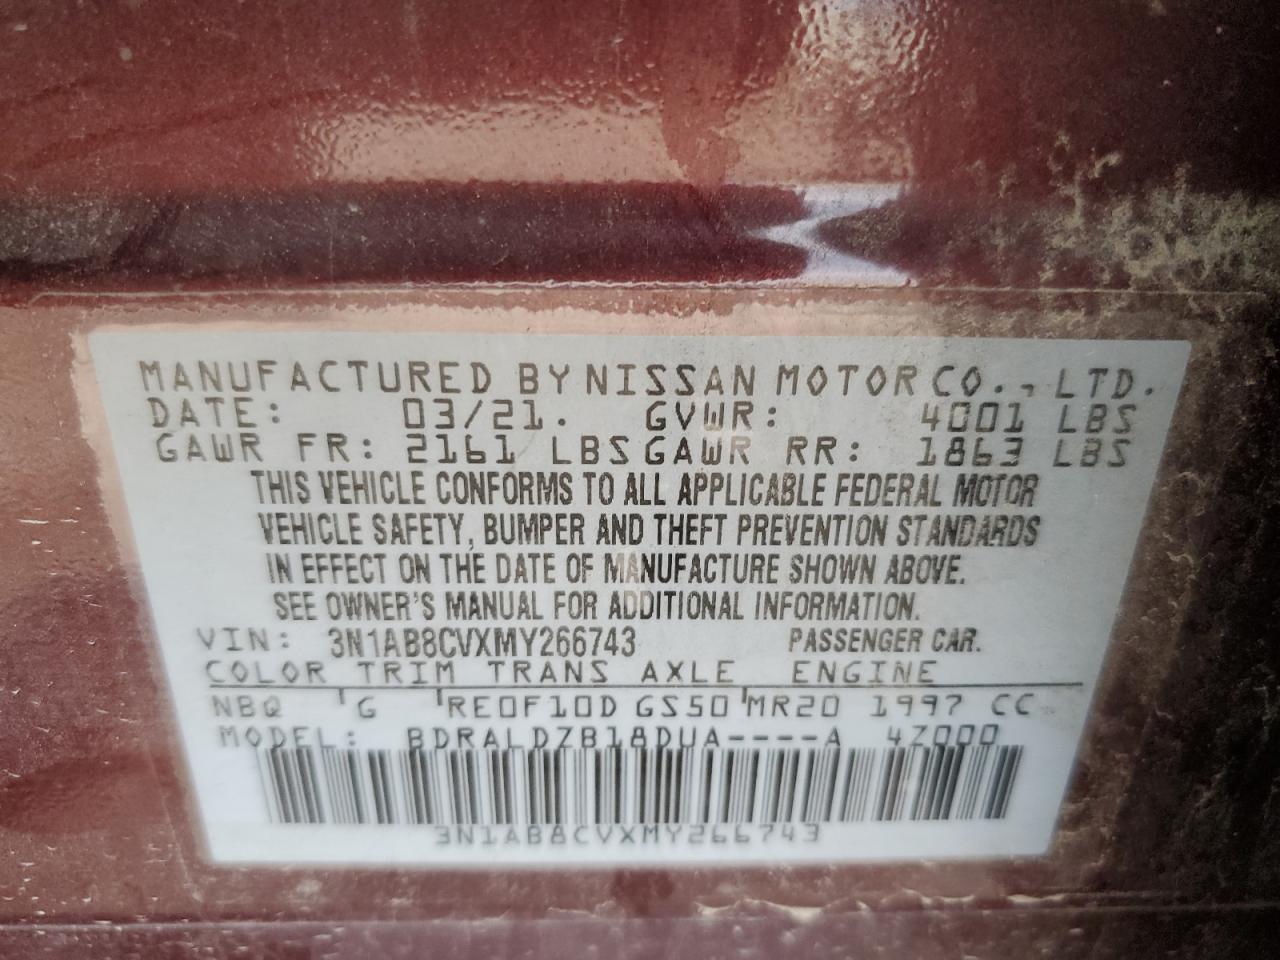 MANUFACTURED BY NISSAN MOTOR CO., LTD.
DATE: 03/21. GVWR: 4001 LBS
GAWR FR: 2161 LBS GAWR RR: 1863 LBS
THIS VEHICLE CONFORMS TO ALL APPLICABLE FEDERAL MOTOR
VEHICLE SAFETY, BUMPER AND THEFT PREVENTION STANDARDS
IN EFFECT ON THE DATE OF MANUFACTURE SHOWN ABOVE.
SEE OWNER'S MANUAL FOR ADDITIONAL INFORMATION.
VIN: 3N1AB8CVXMY266743 PASSENGER CAR.
COLOR TRIM TRANS AXLE ENGINE
NBQ G RE0F10D GS50 MR20 1997 CC
MODEL: BDRALDZB18DUA----A 4Z000
3N1AB8CVXMY266743